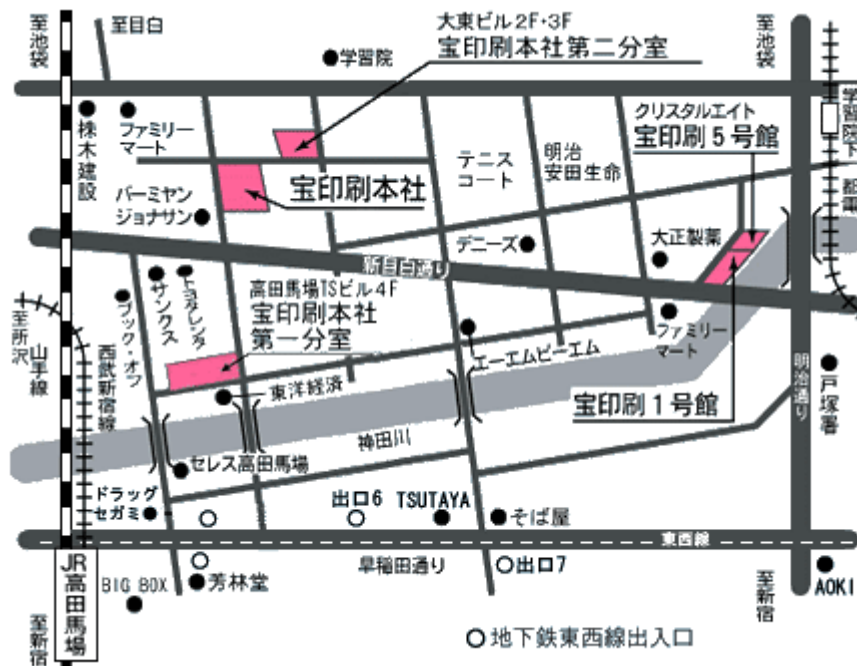 至池袋
至目白
大東ビル2F・3F
宝印刷本社第二分室
学習院
至池袋
学習院下
都電
クリスタルエイト
宝印刷5号館
株木建設
ファミリー
マート
テニス
コート
明治
安田生命
宝印刷本社
バーミヤン
ジョナサン
デニーズ
大正製薬
新目白通り
トヨタレンタ
サンクス
ブック・オフ
高田馬場TSビル4F
宝印刷本社
第一分室
至所沢
山手線
西武新宿線
エーエムピーエム
ファミリー
マート
東洋経済
宝印刷1号館
明治通り
戸塚署
神田川
セレス高田馬場
ドラッグ
セガミ
出口6
TSUTAYA
そば屋
東西線
JR高田馬場
BIG BOX
芳林堂
早稲田通り
出口7
至新宿
AOKI
至新宿
地下鉄東西線出入口